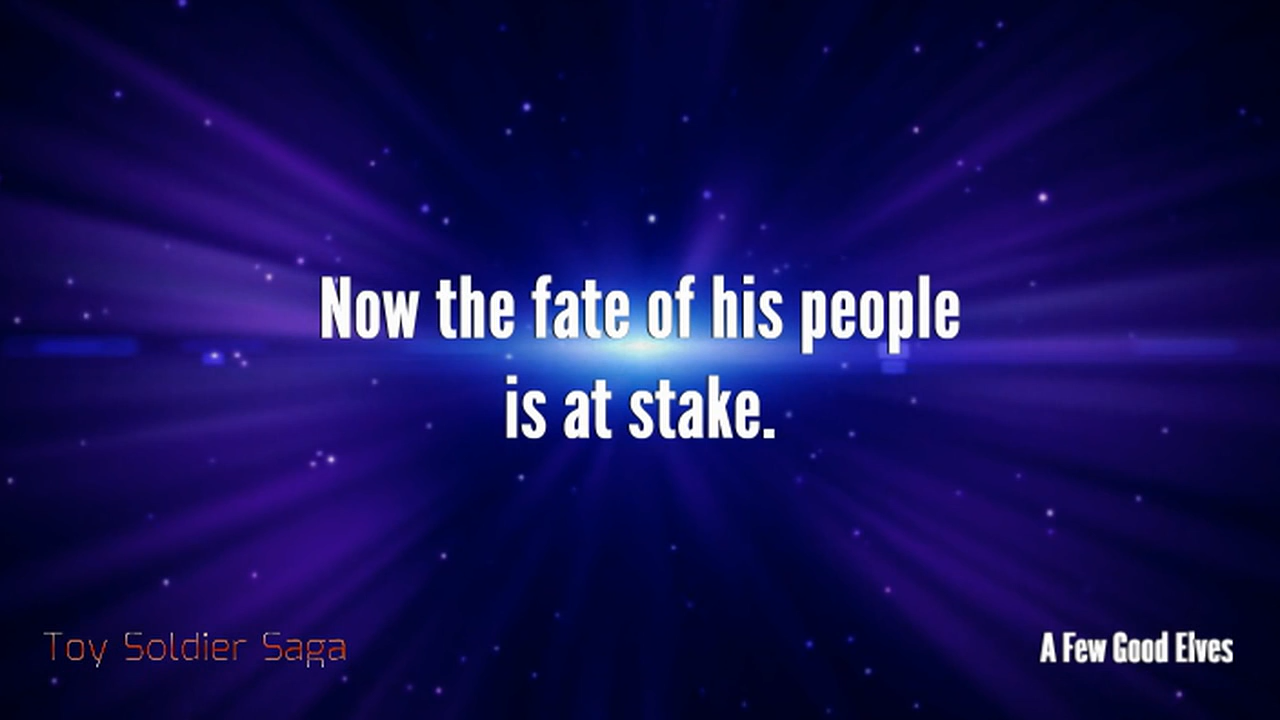 Now the fate of his people
is at stake.
Toy Soldier Saga
A Few Good Elves